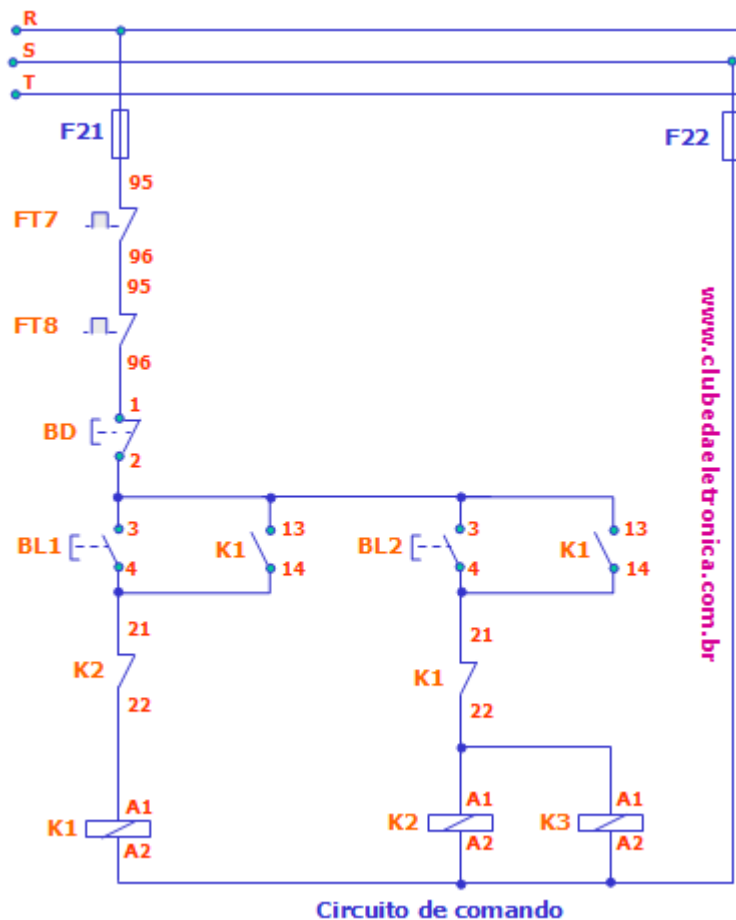 R
S
T
F21
F22
95
FT7
96
95
FT8
96
1
BD
2
3
13
3
13
BL1
K1
BL2
K1
4
14
4
14
21
21
K2
K1
22
22
A1
A1
A1
K1
K2
K3
A2
A2
A2
www.clubedaeletronica.com.br
Circuito de comando